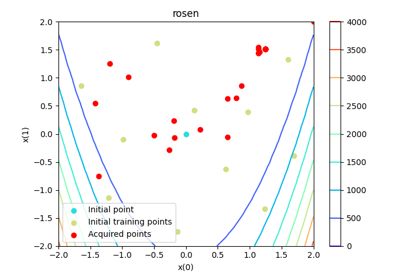 rosen
2.0
1.5
1.0
0.5
0.0
−0.5
−1.0
−1.5
−2.0
x(1)
Initial point
Initial training points
Acquired points
−2.0 −1.5 −1.0 −0.5 0.0 0.5 1.0 1.5 2.0
x(0)
4000
3500
3000
2500
2000
1500
1000
500
0